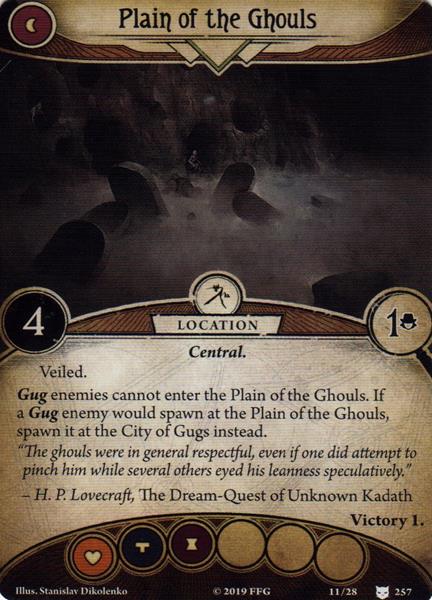 Plain of the Ghouls
4
LOCATION
1
Central.
Veiled.
Gug enemies cannot enter the Plain of the Ghouls. If
a Gug enemy would spawn at the Plain of the Ghouls,
spawn it at the City of Gugs instead.
“The ghouls were in general respectful, even if one did attempt to
pinch him while several others eyed his leanness speculatively.”
– H. P. Lovecraft, The Dream-Quest of Unknown Kadath
Victory 1.
Illus. Stanislav Dikolenko © 2019 FFG 11/28 257